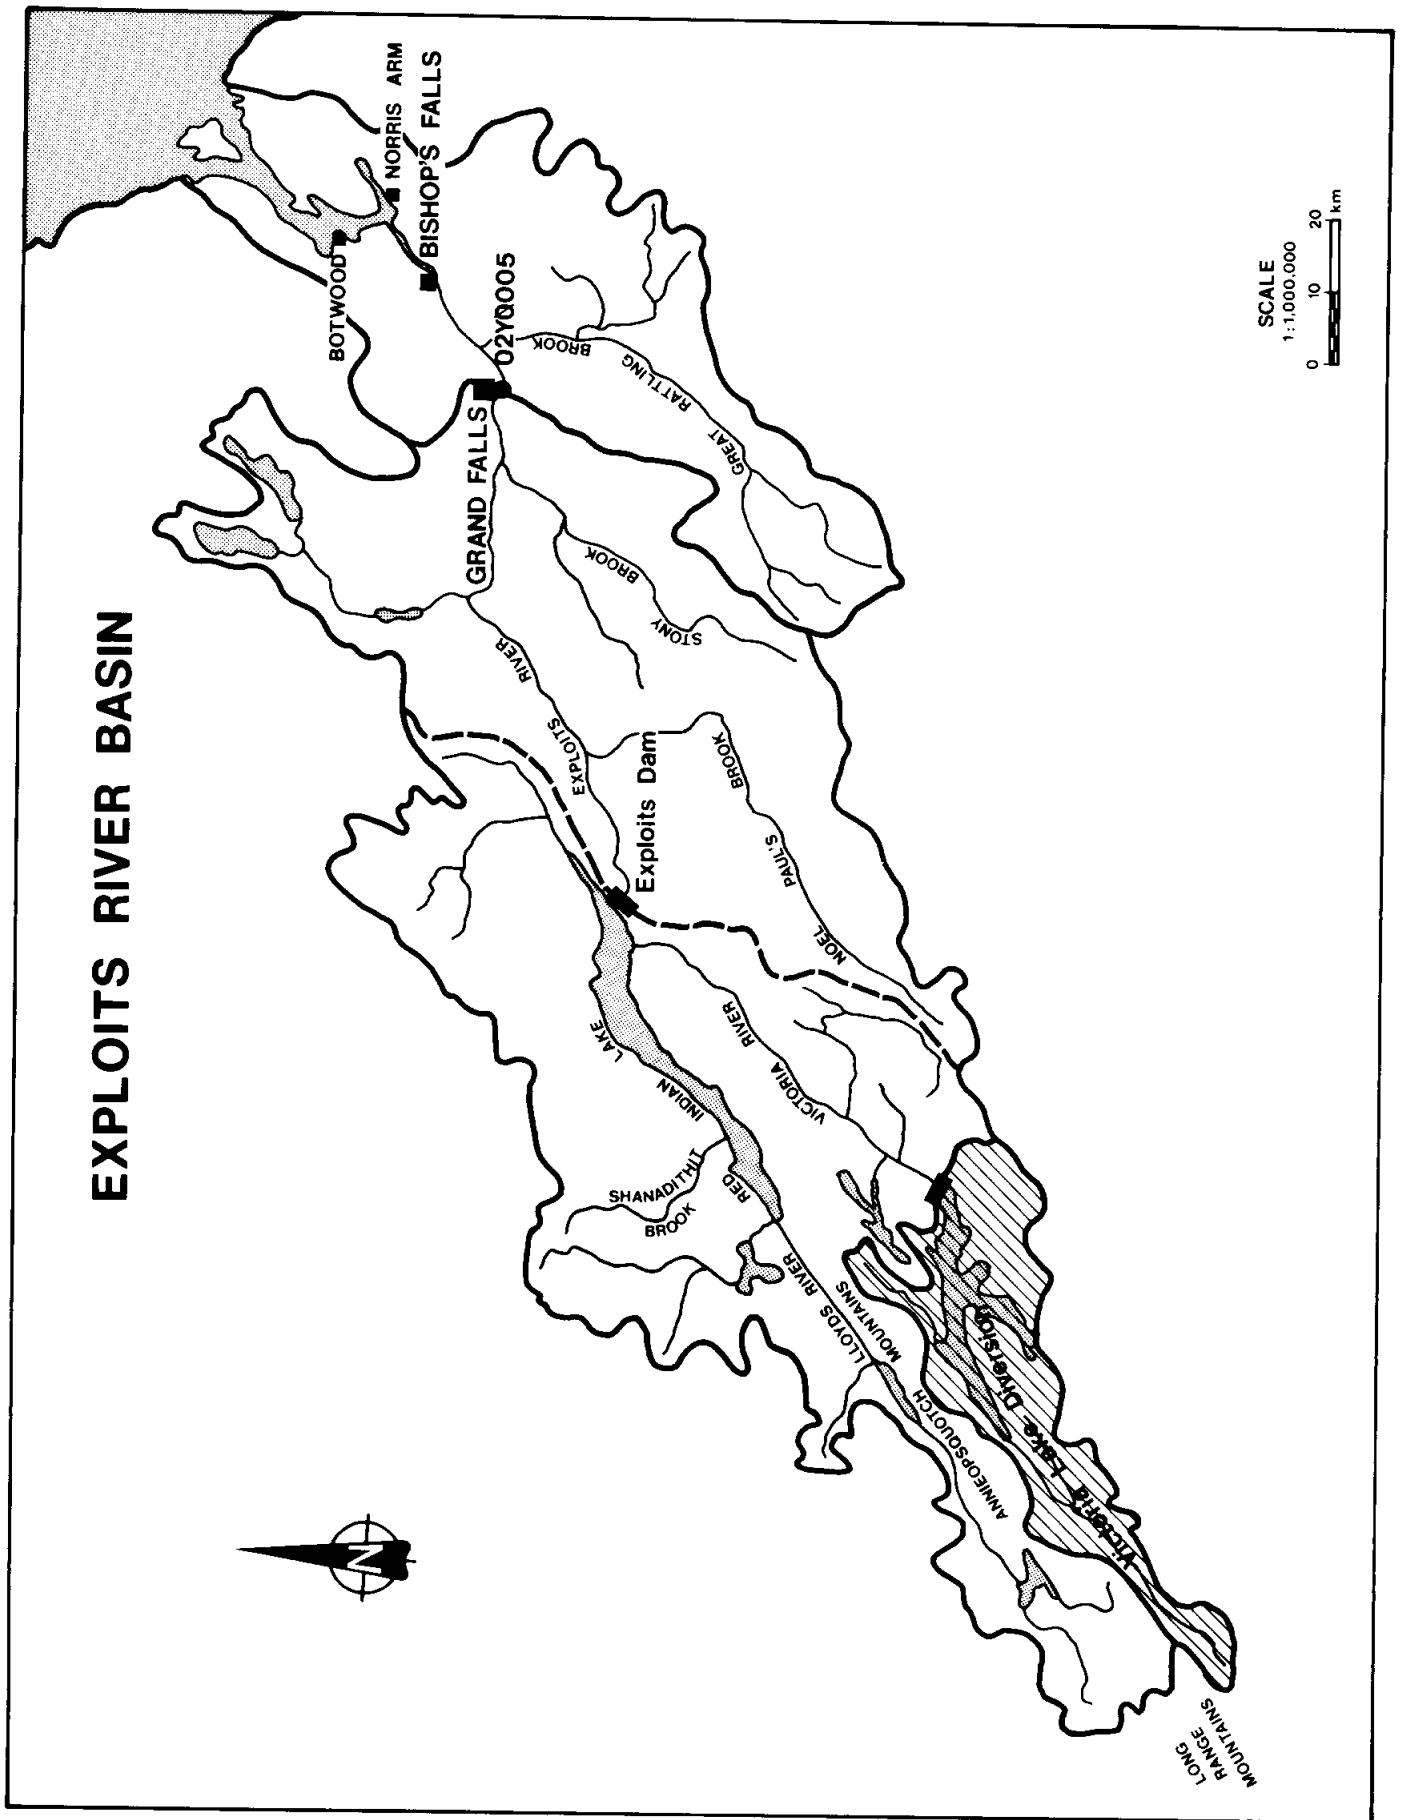 EXPLOITS RIVER BASIN
NORRIS ARM
BISHOP'S FALLS
BOTWOOD
02YO005
GRAND FALLS
GREAT RATTLING BROOK
STONY BROOK
EXPLOITS RIVER
Exploits Dam
NOEL PAUL'S BROOK
RED INDIAN LAKE
VICTORIA RIVER
SHANADITHIT
BROOK
LLOYDS RIVER
ANNIEOPSQUOTCH MOUNTAINS
Victoria Lake Diversion
LONG
RANGE
MOUNTAINS
N
SCALE
1:1,000.000
0 10 20 km